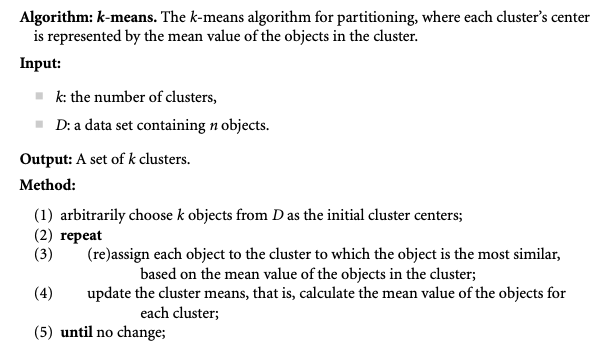 Algorithm: k-means. The k-means algorithm for partitioning, where each cluster's center
is represented by the mean value of the objects in the cluster.
Input:
k: the number of clusters,
D: a data set containing n objects.
Output: A set of k clusters.
Method:
(1) arbitrarily choose k objects from D as the initial cluster centers;
(2) repeat
(3) (re)assign each object to the cluster to which the object is the most similar,
based on the mean value of the objects in the cluster;
(4) update the cluster means, that is, calculate the mean value of the objects for
each cluster;
(5) until no change;